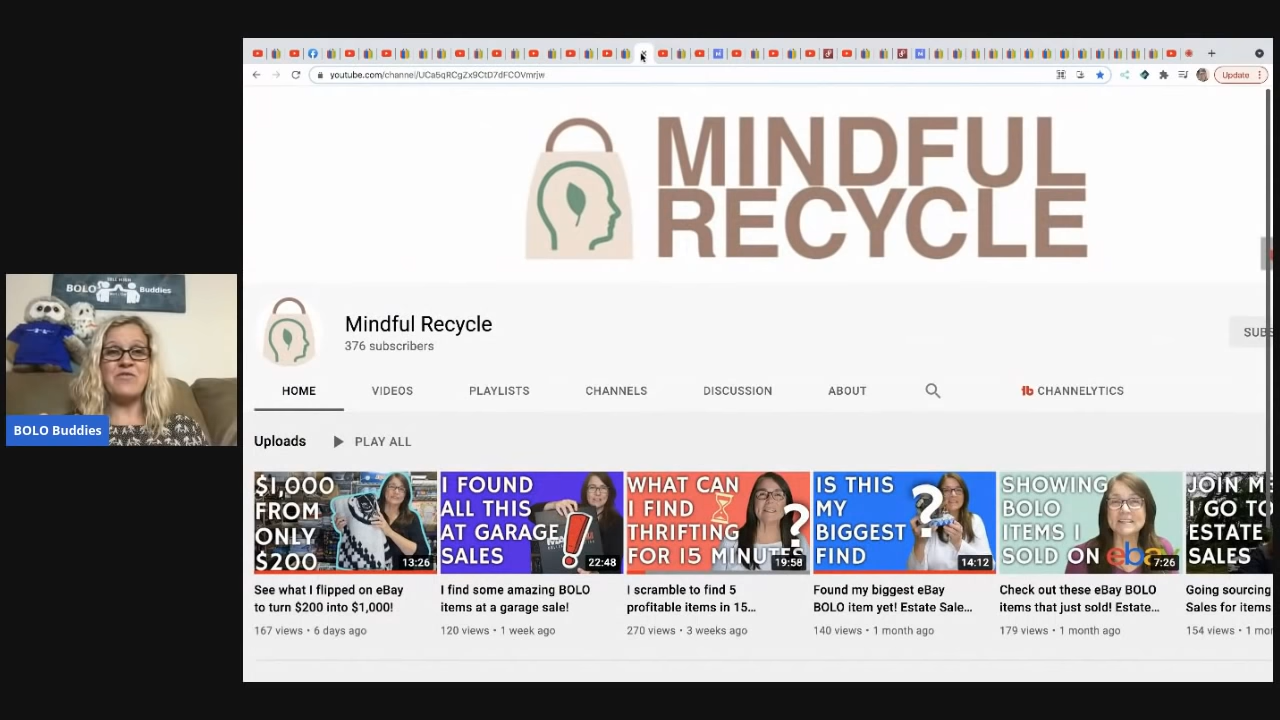 youtube.com/channel/UCa5qRCgZx9CtD7dFCOVmrjw
Update
MINDFUL
RECYCLE
Mindful Recycle
376 subscribers
SUBS
HOME
VIDEOS
PLAYLISTS
CHANNELS
DISCUSSION
ABOUT
tb CHANNELYTICS
Uploads
PLAY ALL
$1,000
FROM
ONLY
$200
13:26
See what I flipped on eBay
to turn $200 into $1,000!
167 views • 6 days ago
I FOUND
ALL THIS
AT GARAGE
SALES
22:48
I find some amazing BOLO
items at a garage sale!
120 views • 1 week ago
WHAT CAN
I FIND
THRIFTING
FOR 15 MINUTES
?
19:58
I scramble to find 5
profitable items in 15...
270 views • 3 weeks ago
IS THIS
MY
BIGGEST
FIND
?
14:12
Found my biggest eBay
BOLO item yet! Estate Sale...
140 views • 1 month ago
SHOWING
BOLO
ITEMS I
SOLD ON ebay
7:26
Check out these eBay BOLO
items that just sold! Estate...
179 views • 1 month ago
JOIN ME
I GO TO
ESTATE
SALES
Going sourcing
Sales for items
154 views • 1 mon
BOLO Buddies
BOLO Buddies